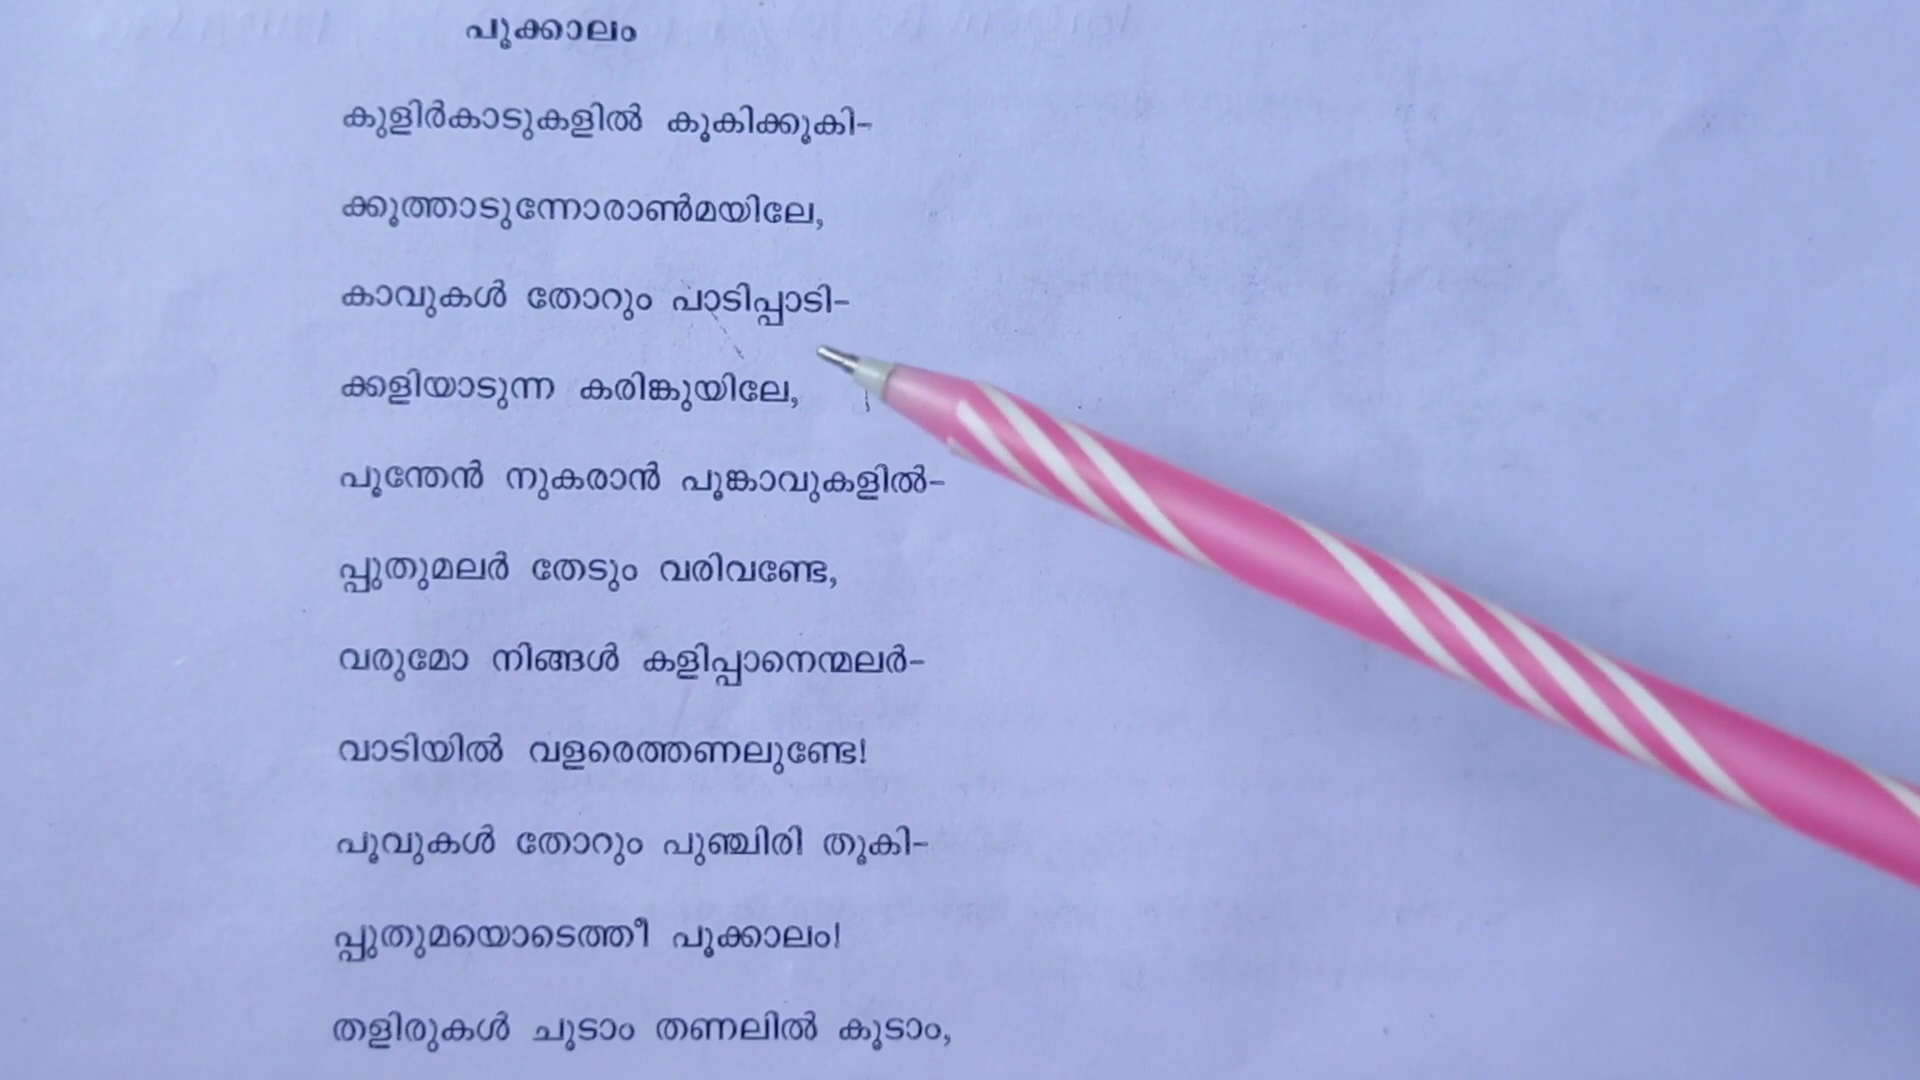 പൂക്കാലം
കുളിർകാടുകളിൽ കൂകിക്കൂകി-
ക്കൂത്താടുന്നോരാൺമയിലേ,
കാവുകൾ തോറും പാടിപ്പാടി-
ക്കളിയാടുന്ന കരിങ്കുയിലേ,
പൂന്തേൻ നുകരാൻ പൂങ്കാവുകളിൽ-
പ്പുതുമലർ തേടും വരിവണ്ടേ,
വരുമോ നിങ്ങൾ കളിപ്പാനെന്മലർ-
വാടിയിൽ വളരെത്തണലുണ്ടേ!
പൂവുകൾ തോറും പുഞ്ചിരി തൂകി-
പ്പുതുമയൊടെത്തീ പൂക്കാലം!
തളിരുകൾ ചൂടാം തണലിൽ കൂടാം,